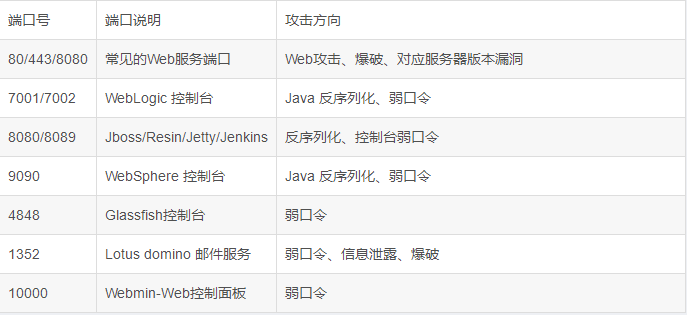 端口号 端口说明 攻击方向
80/443/8080 常见的Web服务端口 Web攻击、爆破、对应服务器版本漏洞
7001/7002 WebLogic 控制台 Java 反序列化、弱口令
8080/8089 Jboss/Resin/Jetty/Jenkins 反序列化、控制台弱口令
9090 WebSphere 控制台 Java 反序列化、弱口令
4848 Glassfish控制台 弱口令
1352 Lotus domino 邮件服务 弱口令、信息泄露、爆破
10000 Webmin-Web控制面板 弱口令